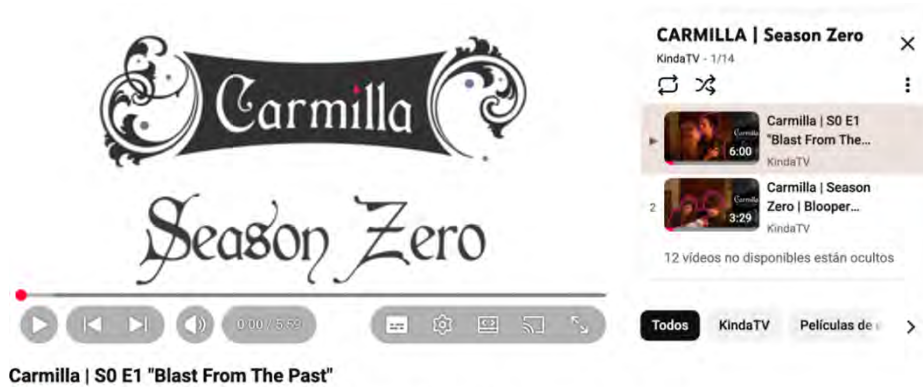 Carmilla
Season Zero
0:00 / 5:59
Carmilla | S0 E1 "Blast From The Past"
CARMILLA | Season Zero
KindaTV - 1/14
Carmilla | S0 E1
"Blast From The...
KindaTV
6:00
2
Carmilla | Season
Zero | Blooper...
KindaTV
3:29
12 vídeos no disponibles están ocultos
Todos KindaTV Películas de